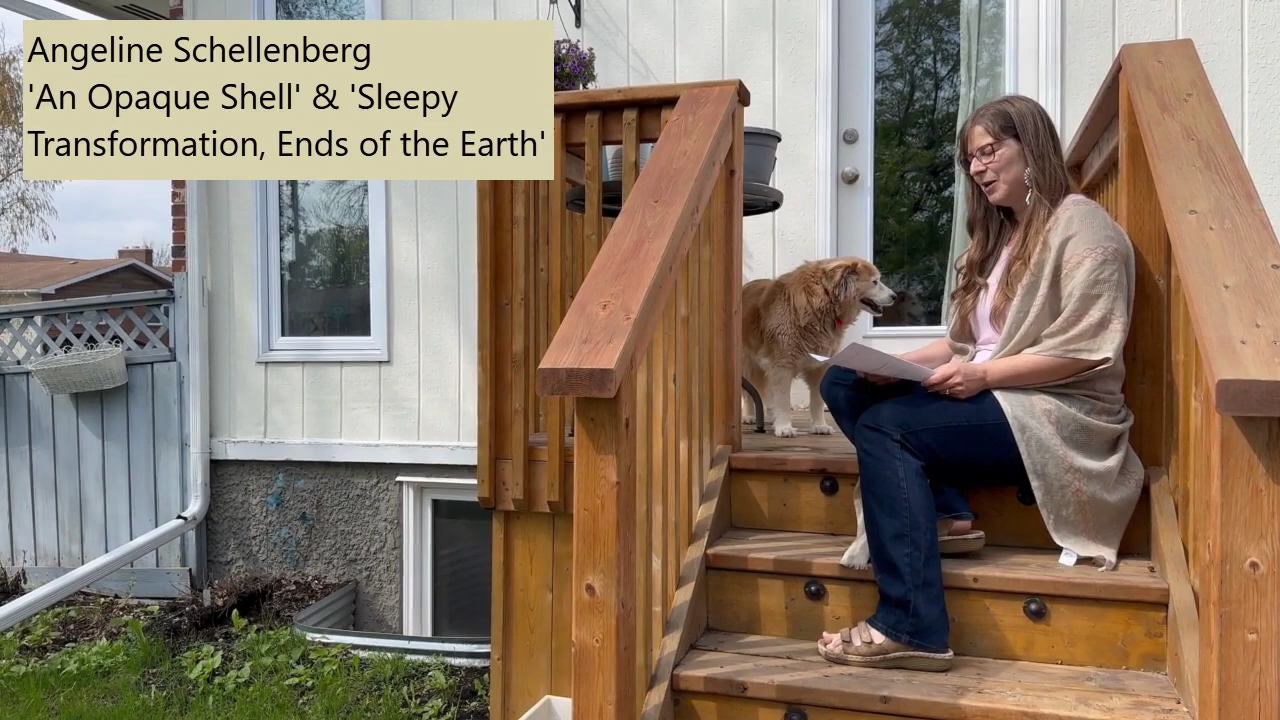 Angeline Schellenberg
'An Opaque Shell' & 'Sleepy
Transformation, Ends of the Earth'